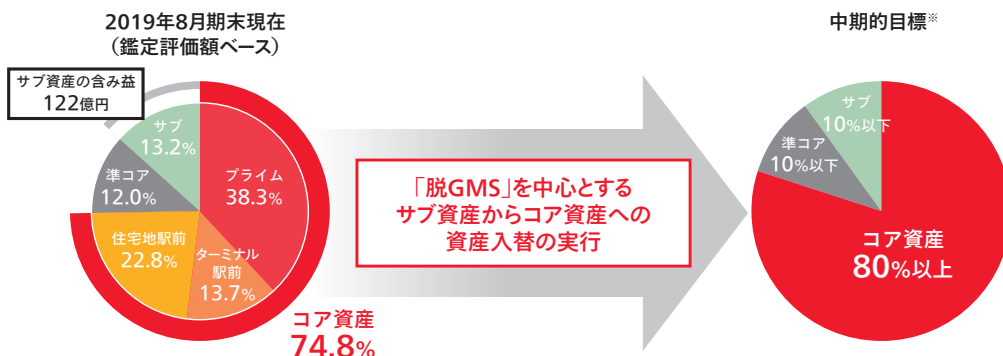 2019年8月期末現在
（鑑定評価額ベース）
サブ資産の含み益
122億円
サブ
13.2%
準コア
12.0%
プライム
38.3%
住宅地駅前
22.8%
ターミナル
駅前
13.7%
コア資産
74.8%
「脱GMS」を中心とする
サブ資産からコア資産への
資産入替の実行
中期的目標※
サブ
10%以下
準コア
10%以下
コア資産
80%以上